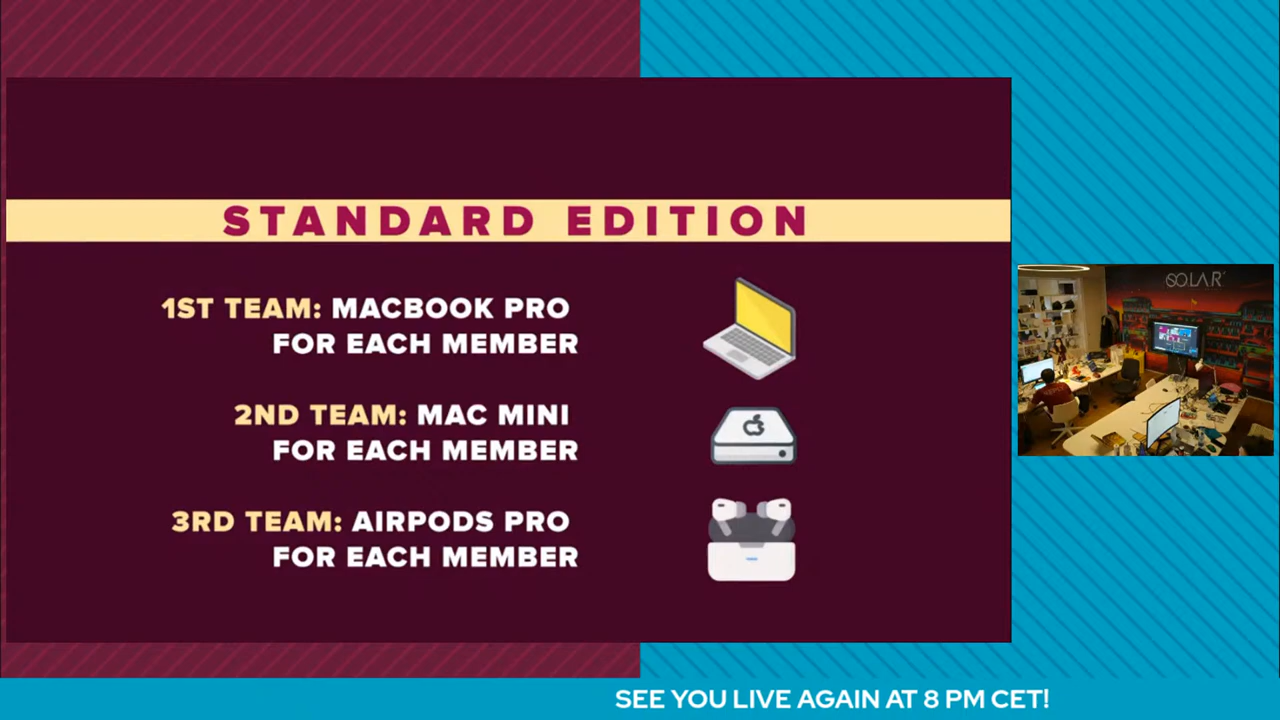 STANDARD EDITION
1ST TEAM: MACBOOK PRO
FOR EACH MEMBER
2ND TEAM: MAC MINI
FOR EACH MEMBER
3RD TEAM: AIRPODS PRO
FOR EACH MEMBER
SOLAR
SEE YOU LIVE AGAIN AT 8 PM CET!